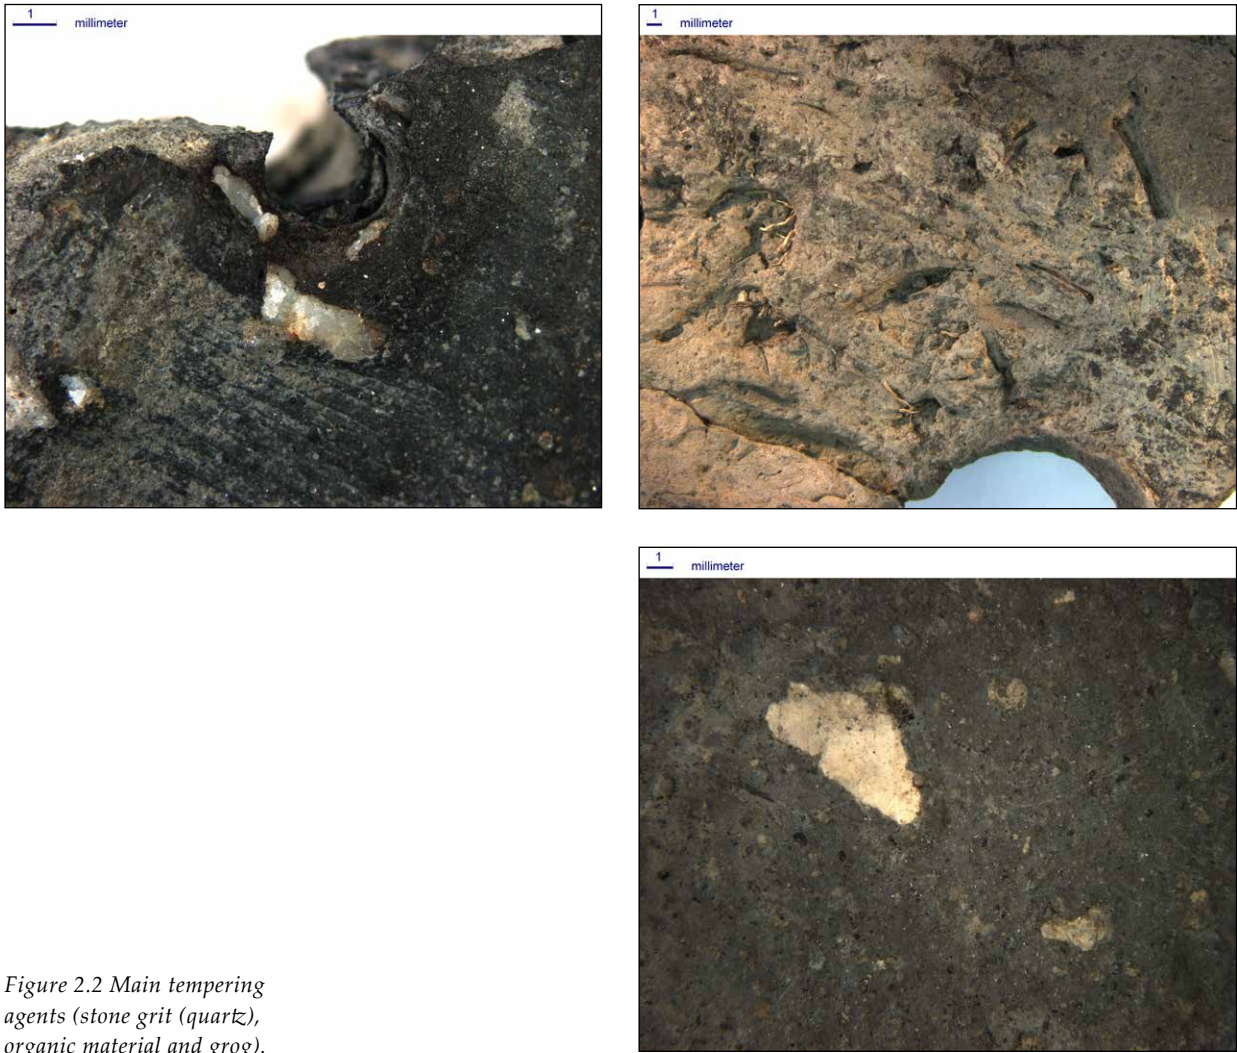 1
millimeter
1
millimeter
1
millimeter
Figure 2.2 Main tempering
agents (stone grit (quartz),
organic material and grog).